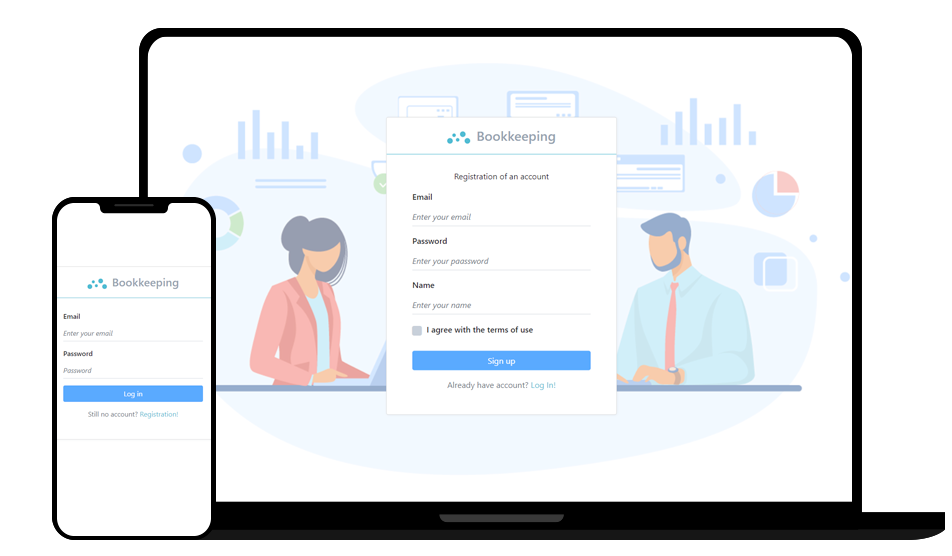 Bookkeeping
Registration of an account
Email
Enter your email
Password
Enter your paassword
Name
Enter your name
I agree with the terms of use
Sign up
Already have account? Log In!
Bookkeeping
Email
Enter your email
Password
Password
Log in
Still no account? Registration!